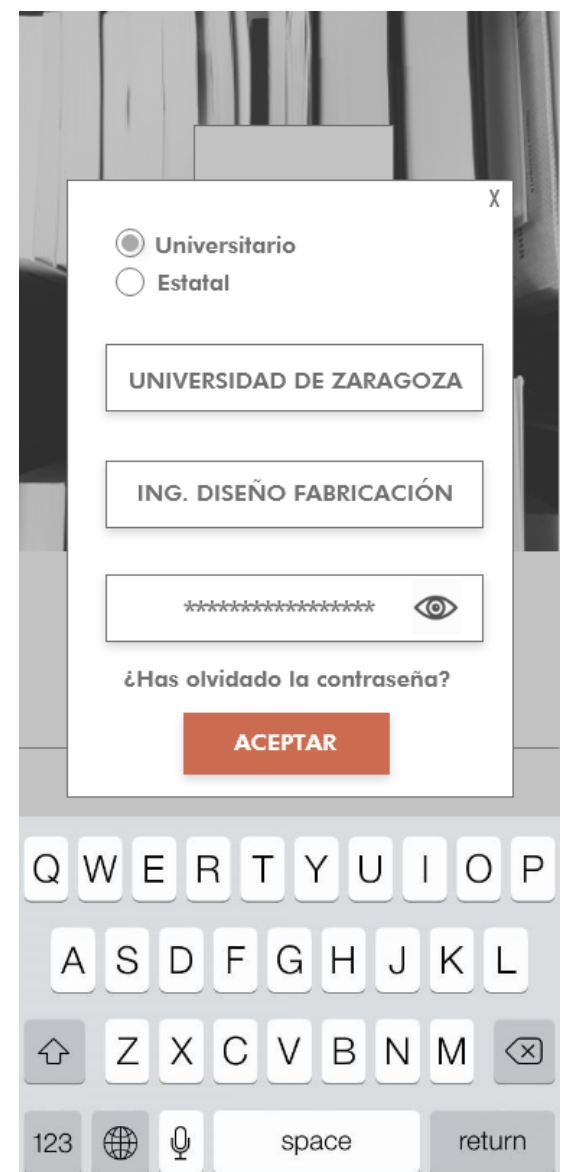 X
Universitario
Estatal
UNIVERSIDAD DE ZARAGOZA
ING. DISEÑO FABRICACIÓN
*****************
¿Has olvidado la contraseña?
ACEPTAR
Q W E R T Y U I O P
A S D F G H J K L
Z X C V B N M
123 space return